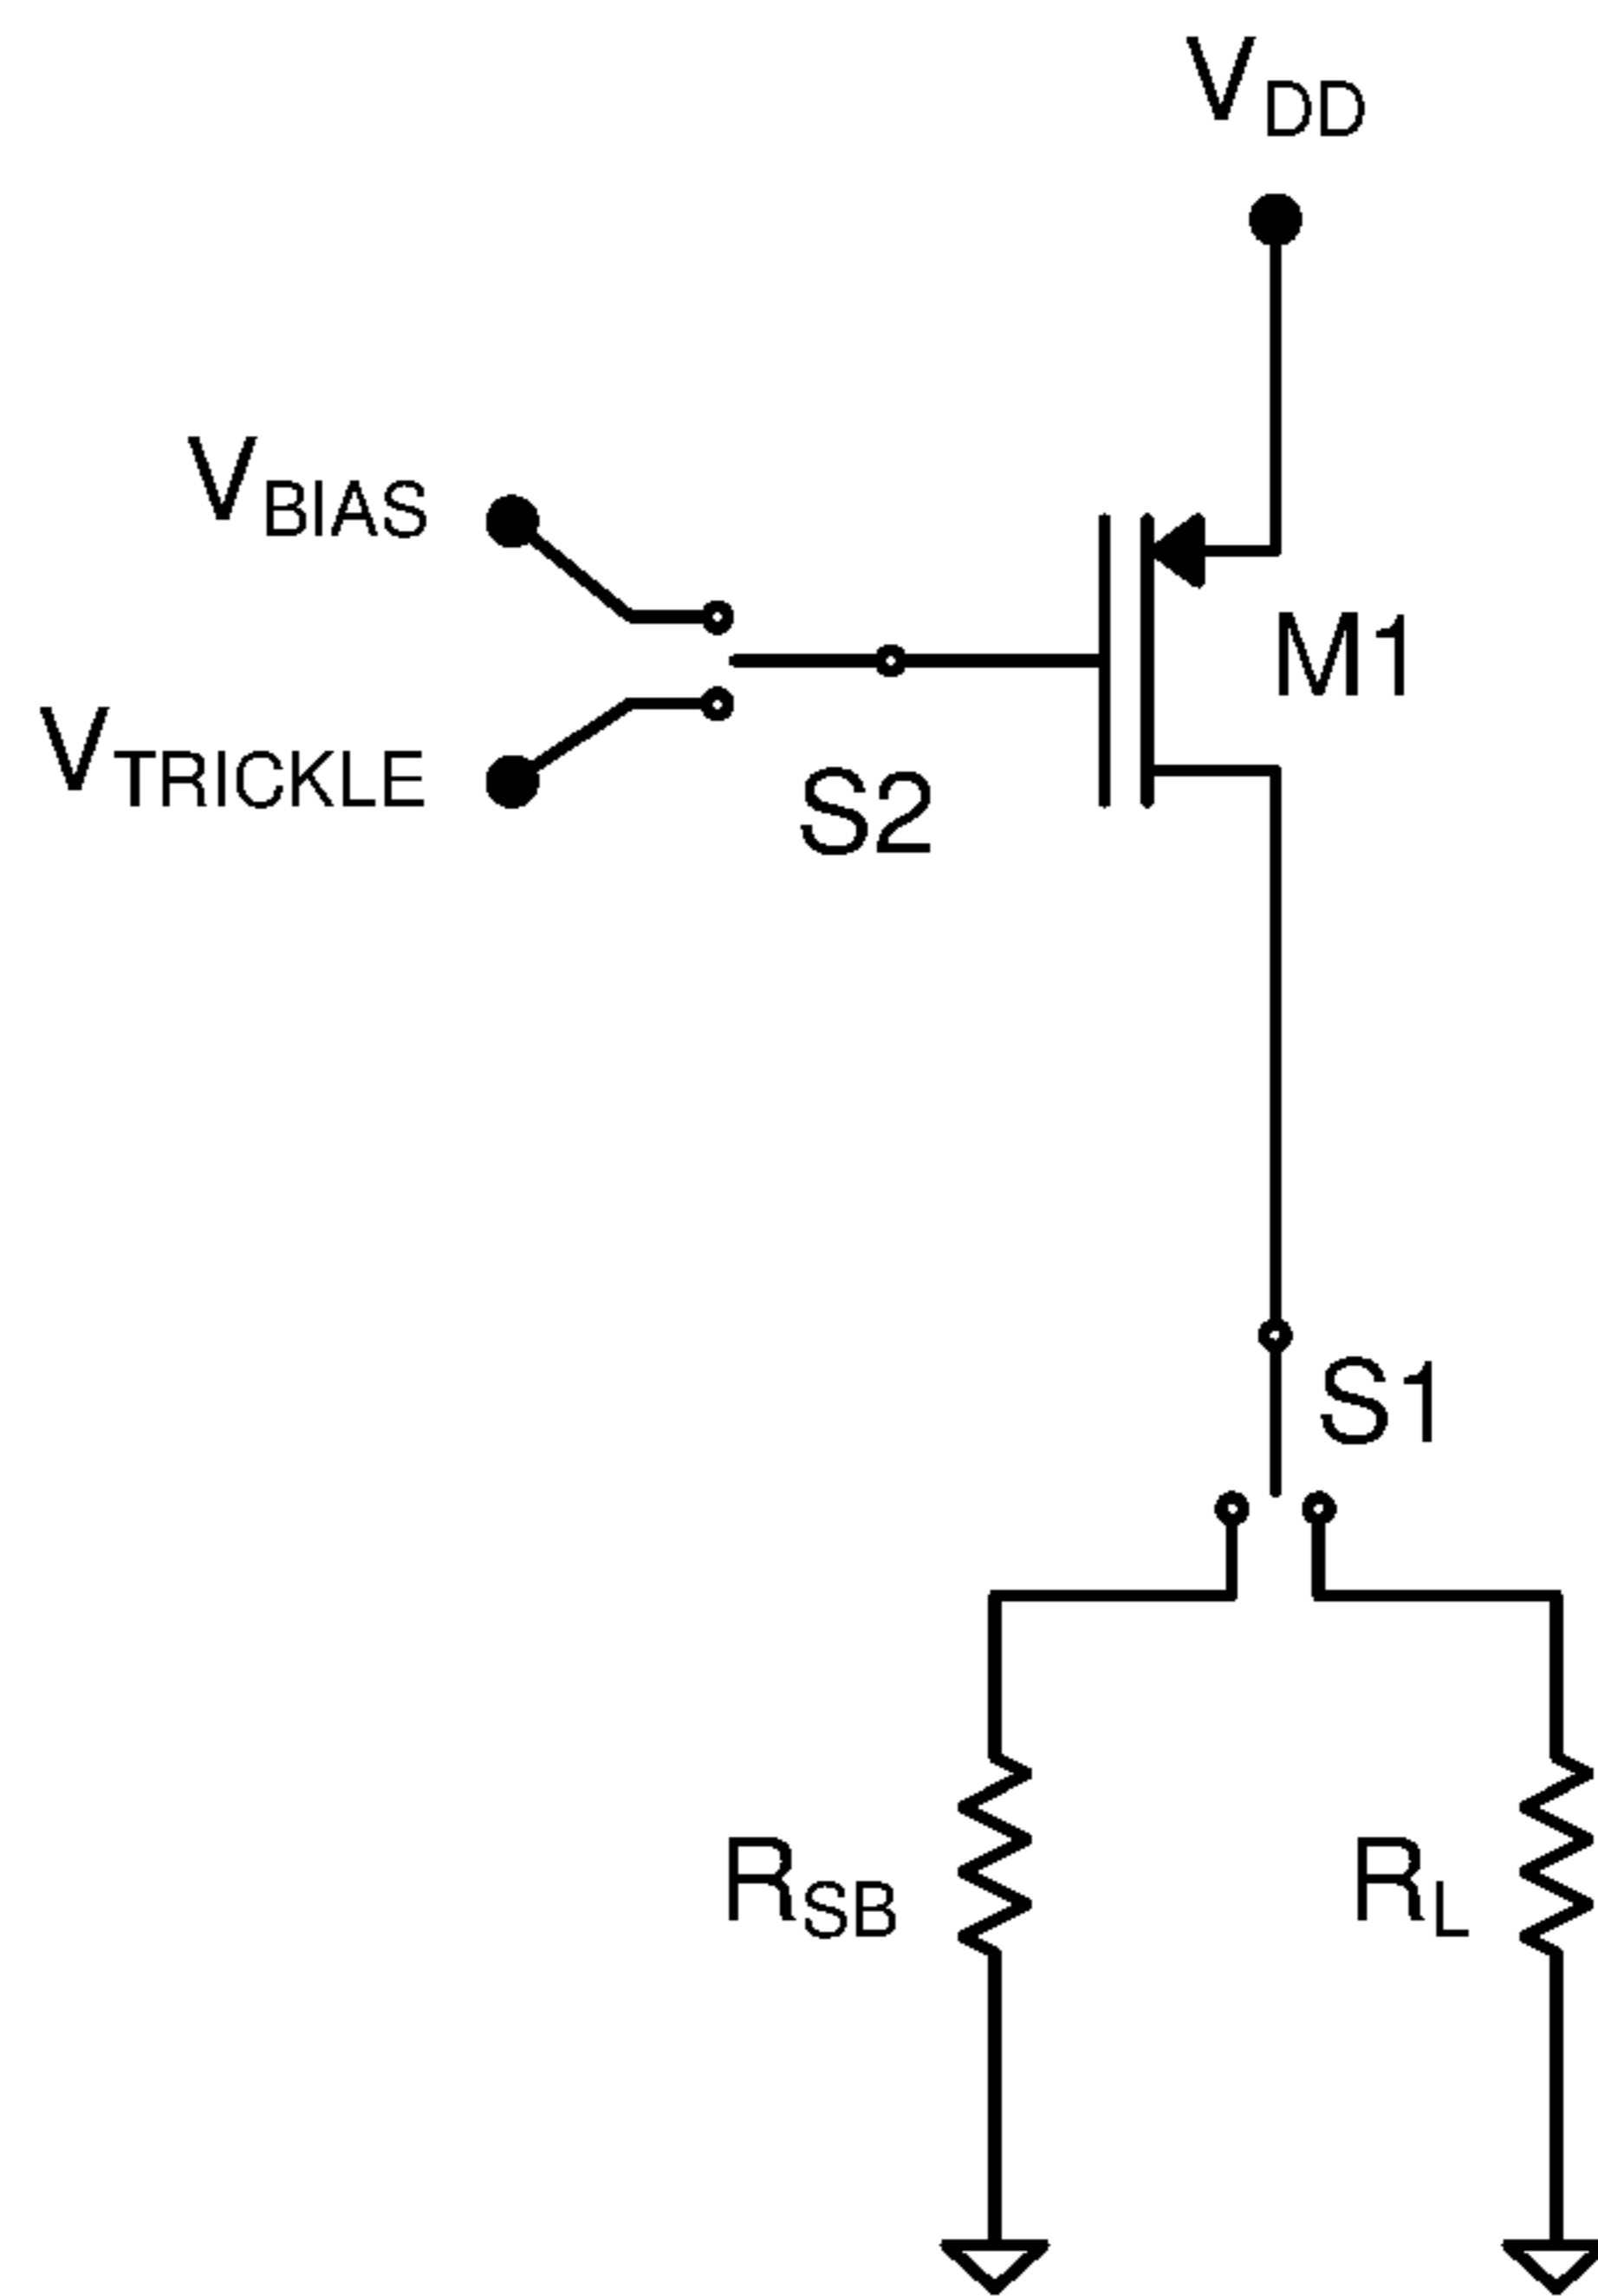 VDD
VBIAS
M1
VTRICKLE
S2
S1
RSB
RL